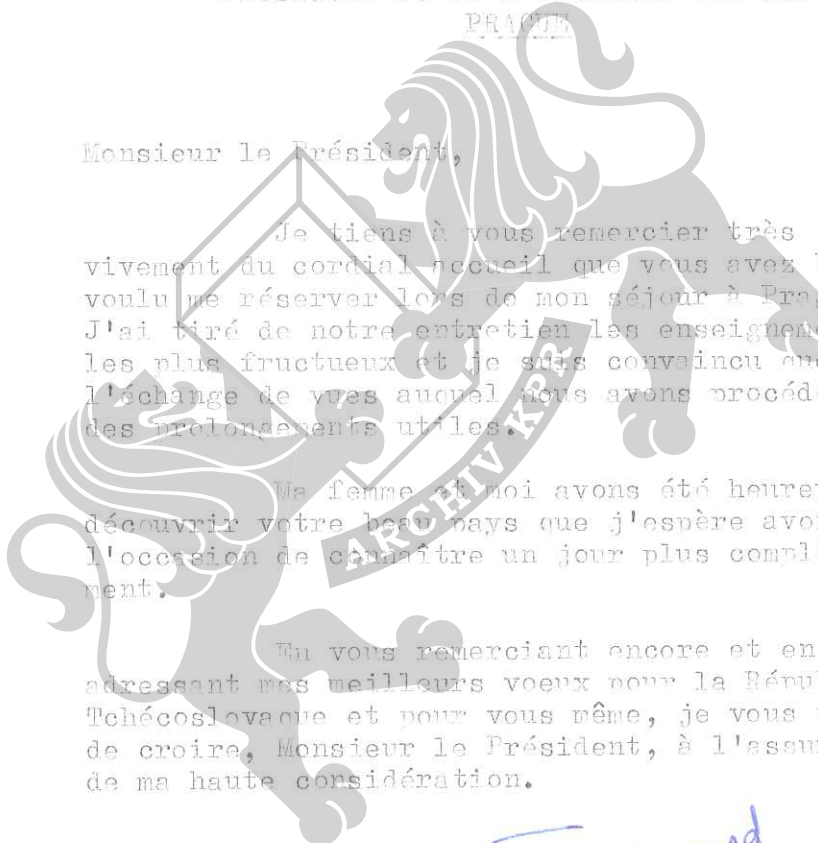 PRAGUE
Monsieur le Président,
Je tiens à vous remercier très
vivement du cordial accueil que vous avez
voulu me réserver lors de mon séjour à Prag
J'ai tiré de notre entretien les enseigneme
les plus fructueux et je suis convaincu que
l'échange de vues auquel nous avons procédé
des prolongements utiles.
Ma femme et moi avons été heureu
découvrir votre beau pays que j'espère avoi
l'occasion de connaître un jour plus compl
ment.
En vous remerciant encore et en
adressant mes meilleurs voeux pour la Répu
Tchécoslovaque et pour vous même, je vous
de croire, Monsieur le Président, à l'assu
de ma haute considération.
ARCHIV KPR